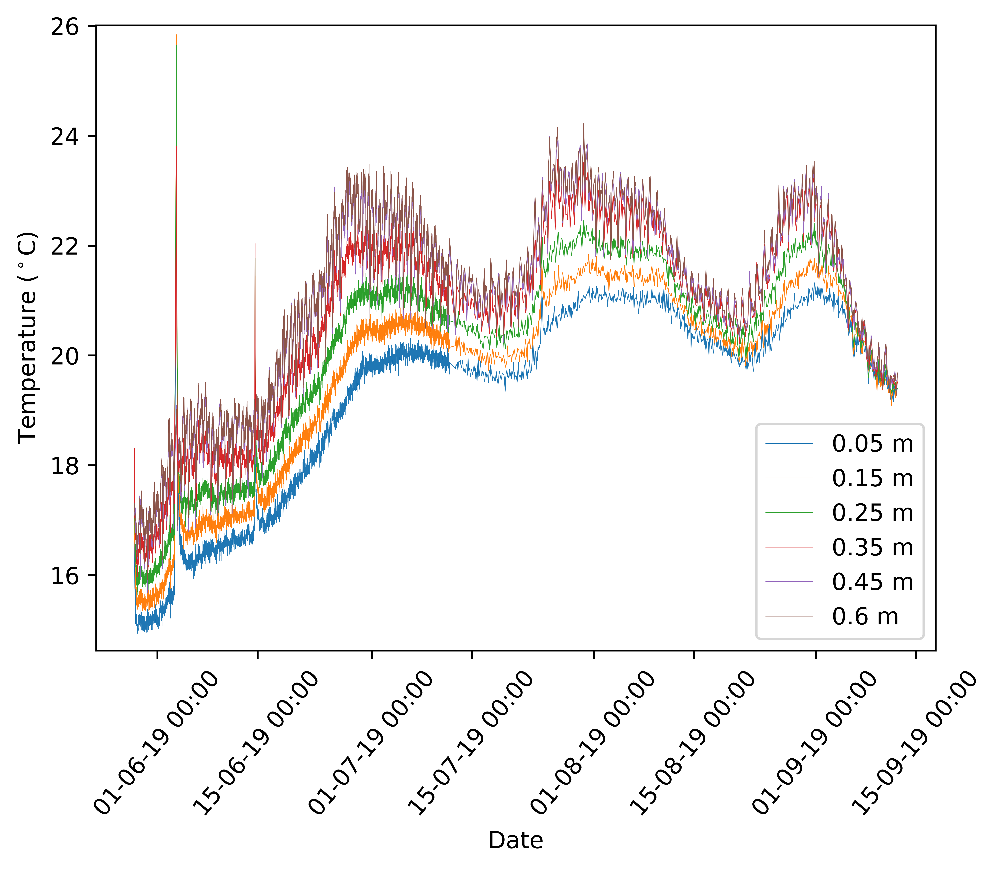 26
24
22
20
18
16
Temperature (°C)
0.05 m
0.15 m
0.25 m
0.35 m
0.45 m
0.6 m
01-06-19 00:00
15-06-19 00:00
01-07-19 00:00
15-07-19 00:00
01-08-19 00:00
15-08-19 00:00
01-09-19 00:00
15-09-19 00:00
Date